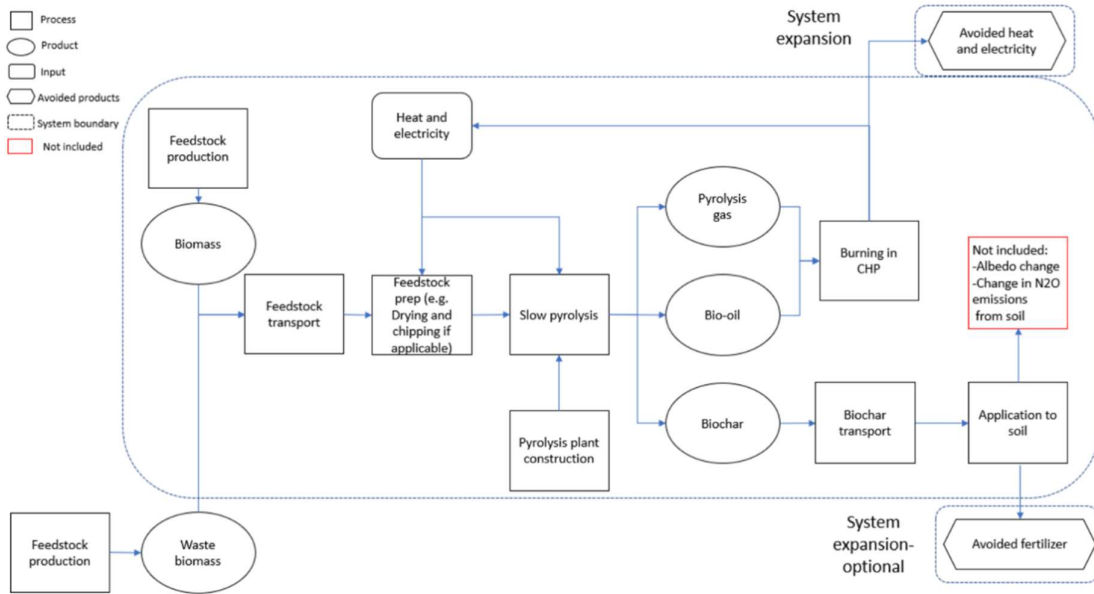 Process
Product
Input
Avoided products
System boundary
Not included
System
expansion
Avoided heat
and electricity
Feedstock
production
Heat and
electricity
Biomass
Pyrolysis
gas
Burning in
CHP
Not included:
-Albedo change
-Change in N2O
emissions
from soil
Feedstock
transport
Feedstock
prep (e.g.
Drying and
chipping if
applicable)
Slow pyrolysis
Bio-oil
Pyrolysis plant
construction
Biochar
Biochar
transport
Application to
soil
Feedstock
production
Waste
biomass
System
expansion-
optional
Avoided fertilizer